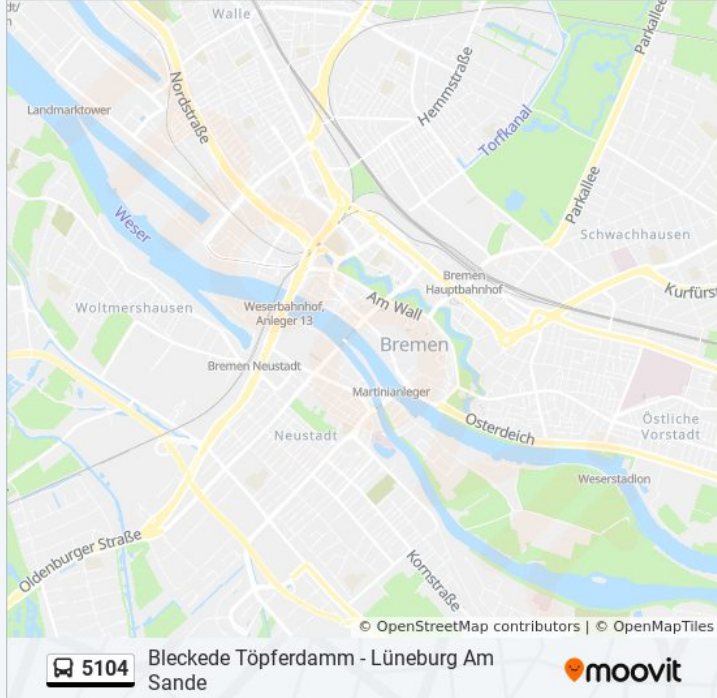 Walle
Parkallee
Hemmstraße
Nordstraße
Landmarktower
Torfkanal
Parkallee
Weser
Schwachhausen
Bremen
Hauptbahnhof
Woltmershausen
Weserbahnhof,
Anleger 13
Am Wall
Kurfürst
Bremen
Bremen Neustadt
Martinianleger
Osterdeich
Östliche
Vorstadt
Neustadt
Weserstadion
Oldenburger Straße
Kornstraße
© OpenStreetMap contributors | © OpenMapTiles
5104
Bleckede Töpferdamm - Lüneburg Am
Sande
moovit